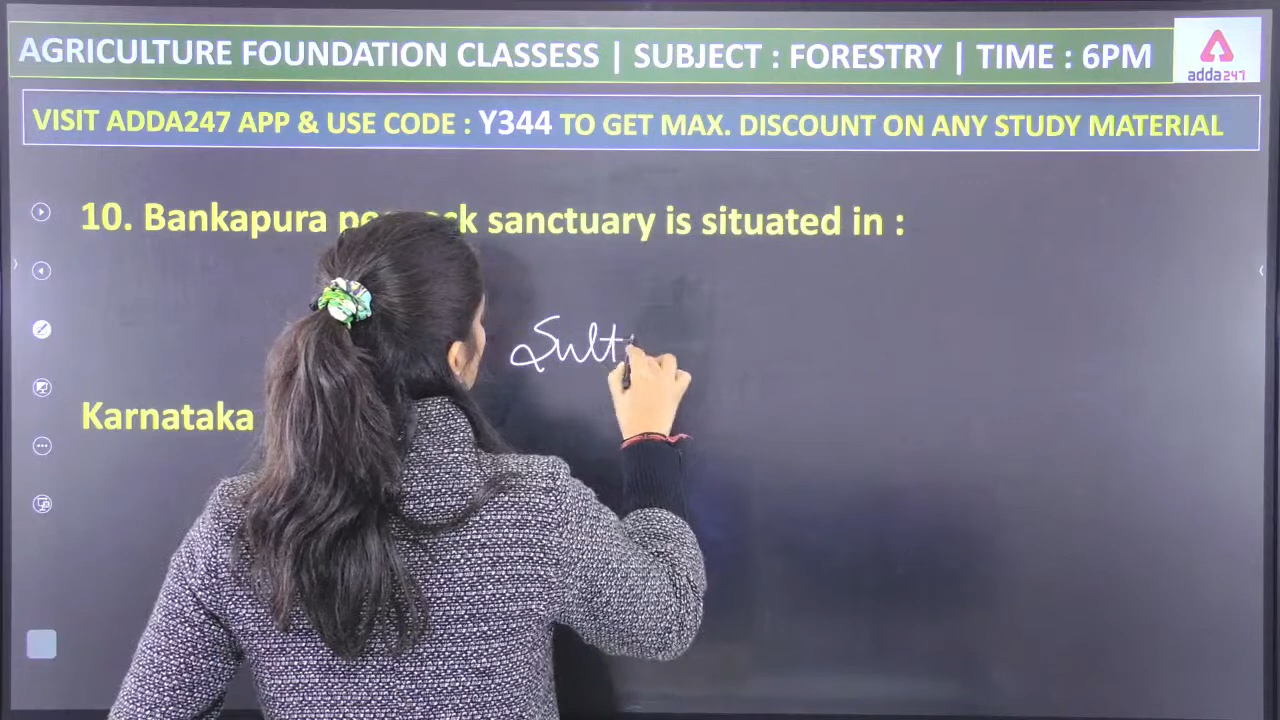 AGRICULTURE FOUNDATION CLASSESS | SUBJECT : FORESTRY | TIME : 6PM
adda247
VISIT ADDA247 APP & USE CODE : Y344 TO GET MAX. DISCOUNT ON ANY STUDY MATERIAL
10. Bankapura peacock sanctuary is situated in :
Sult
Karnataka